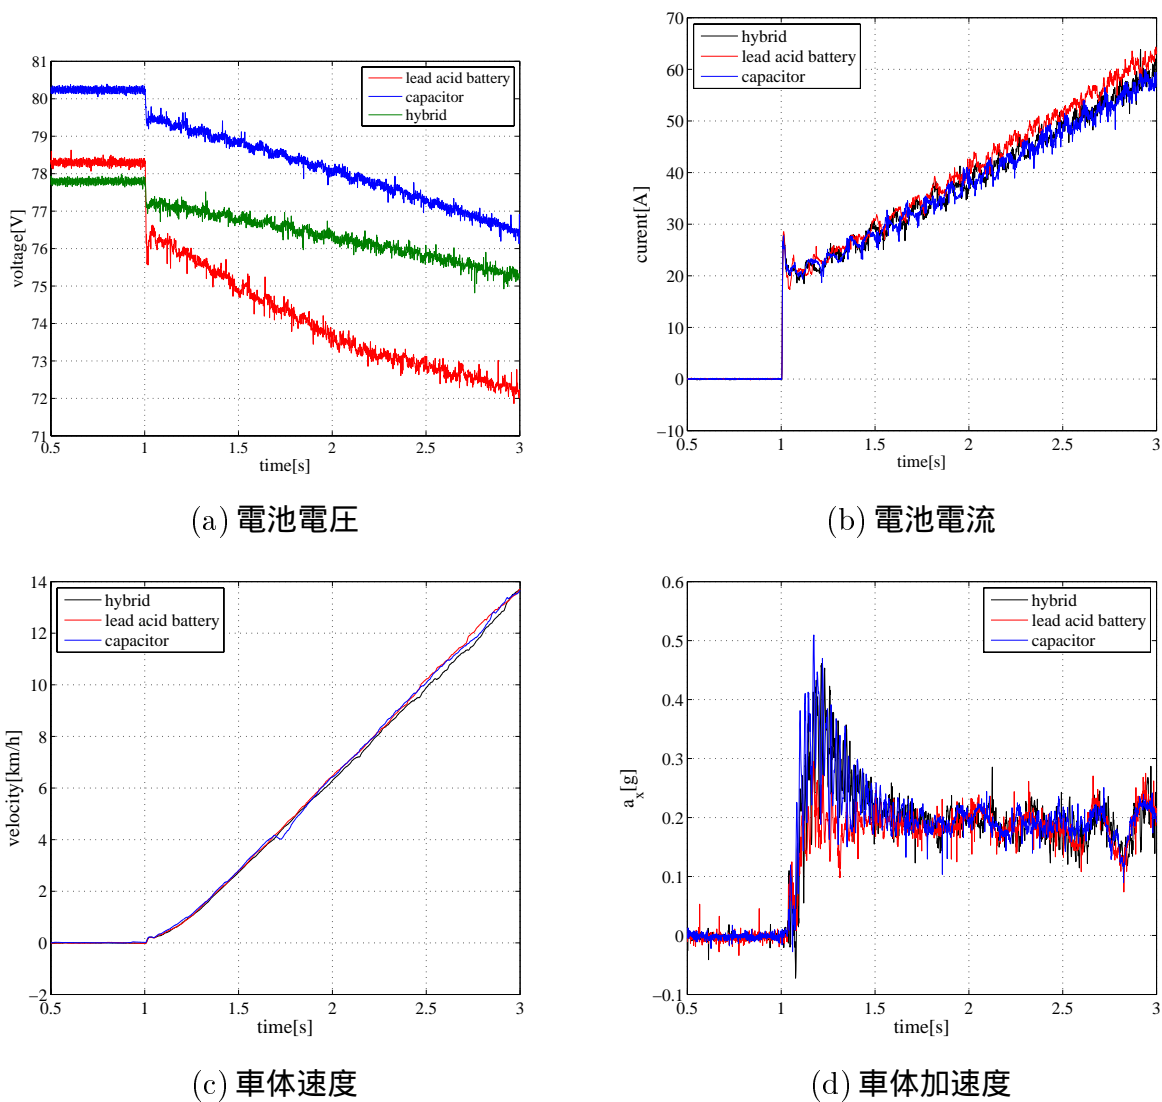 81
80
79
78
77
76
75
74
73
72
71
voltage[V]
lead acid battery
capacitor
hybrid
0.5
1
1.5
2
2.5
3
time[s]
(a) 電池電圧
70
60
50
40
30
20
10
0
−10
curent[A]
hybrid
lead acid battery
capacitor
0.5
1
1.5
2
2.5
3
time[s]
(b) 電池電流
14
12
10
8
6
4
2
0
−2
velocity[km/h]
hybrid
lead acid battery
capacitor
0.5
1
1.5
2
2.5
3
time[s]
(c) 車体速度
0.6
0.5
0.4
0.3
0.2
0.1
0
−0.1
a_x[g]
hybrid
lead acid battery
capacitor
0.5
1
1.5
2
2.5
3
time[s]
(d) 車体加速度